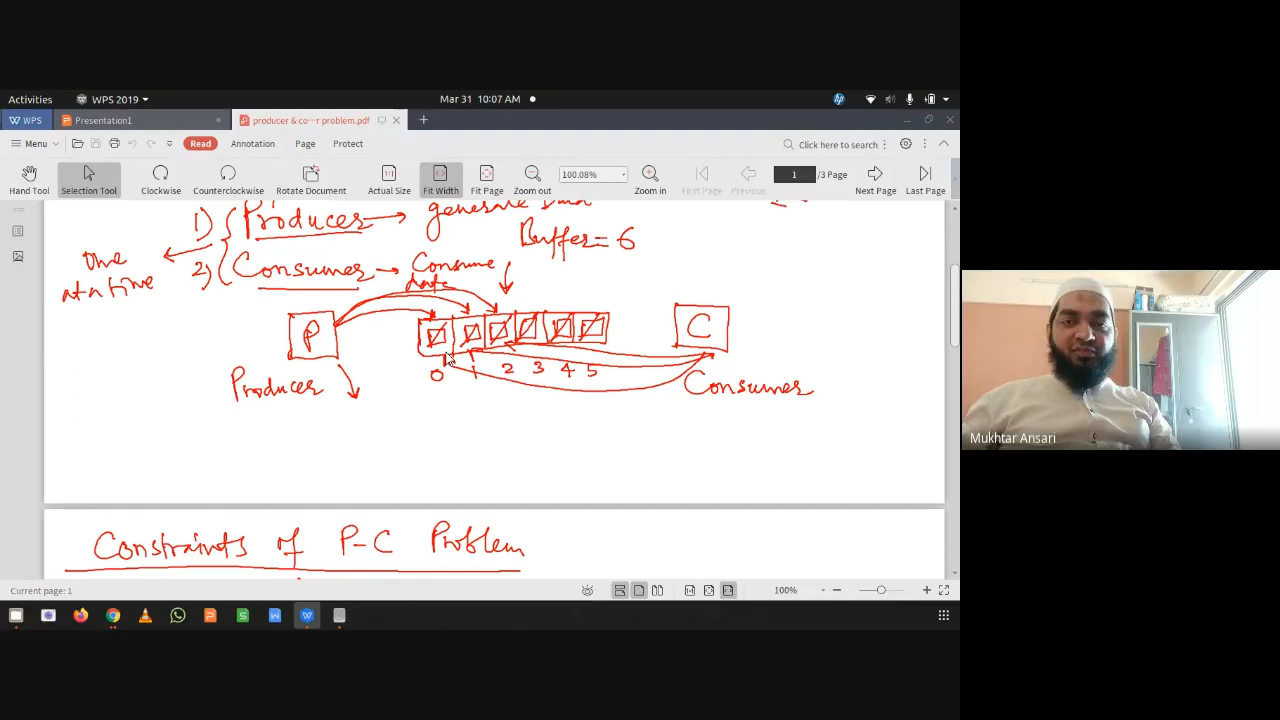 Activities
WPS 2019
Mar 31 10:07 AM
WPS
Presentation1
producer & co···r problem.pdf
Menu
Read
Annotation
Page
Protect
Click here to search
Hand Tool
Selection Tool
Clockwise
Counterclockwise
Rotate Document
Actual Size
Fit Width
Fit Page
Zoom out
100.08%
Zoom in
First Page
Previous
1
/3 Page
Next Page
Last Page
1) Producer → generate data
Buffer = 6
one
at a time
2) Consumer → Consume
data
P
C
0 1 2 3 4 5
Producer
Consumer
Mukhtar Ansari
Constraints of P-C Problem
Current page: 1
100%